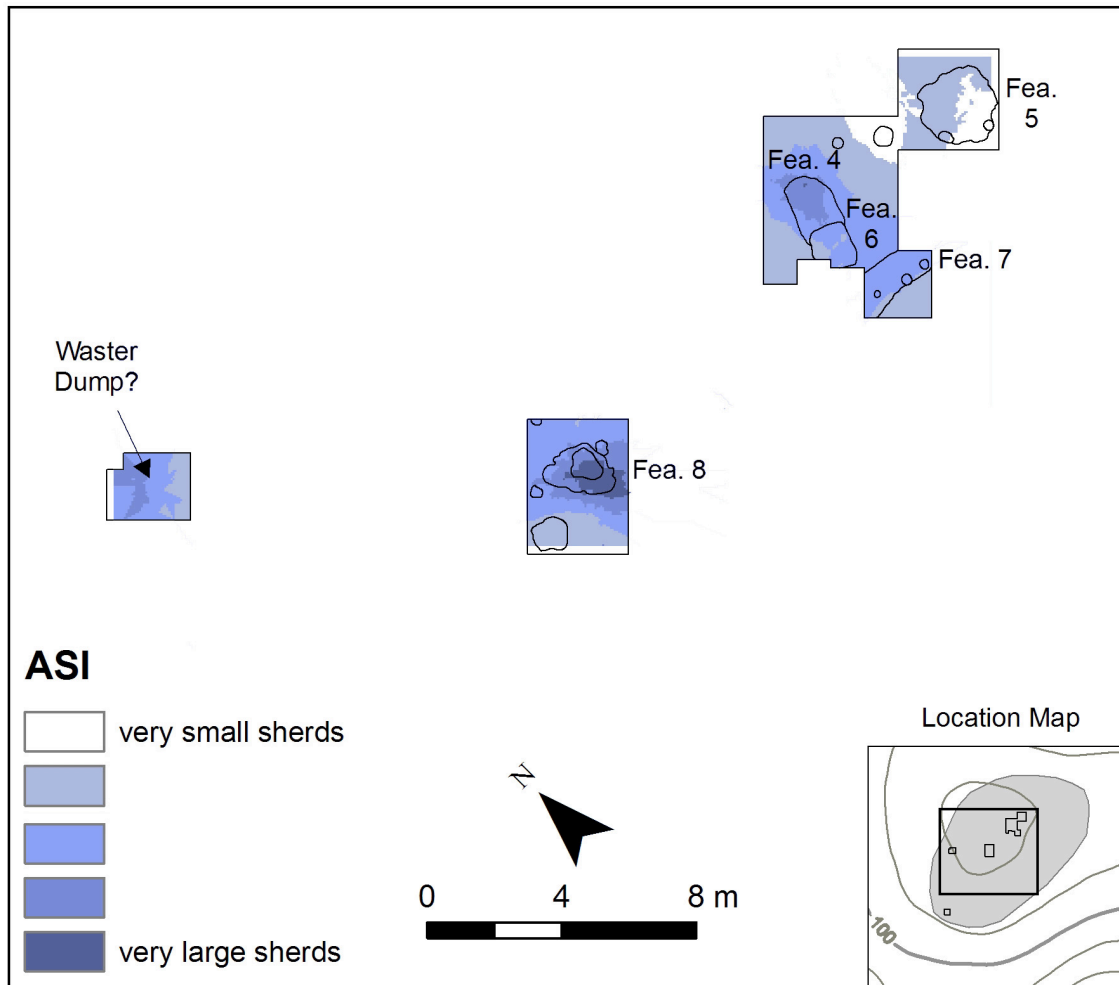 Fea.
5
Fea. 4
Fea.
6
Fea. 7
Waster
Dump?
Fea. 8
ASI
very small sherds
very large sherds
N
0 4 8 m
Location Map
100